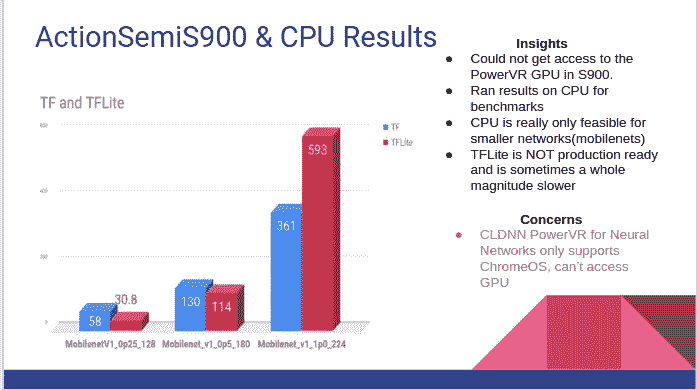 ActionSemiS900 & CPU Results
TF and TFLite
600
400
200
0
58
30.8
130
114
361
593
MobilenetV1_0p25_128
Mobilenet_v1_0p5_180
Mobilenet_v1_1p0_224
TF
TFLite
Insights
Could not get access to the
PowerVR GPU in S900.
Ran results on CPU for
benchmarks
CPU is really only feasible for
smaller networks(mobilenets)
TFLite is NOT production ready
and is sometimes a whole
magnitude slower
Concerns
CLDNN PowerVR for Neural
Networks only supports
ChromeOS, can't access
GPU